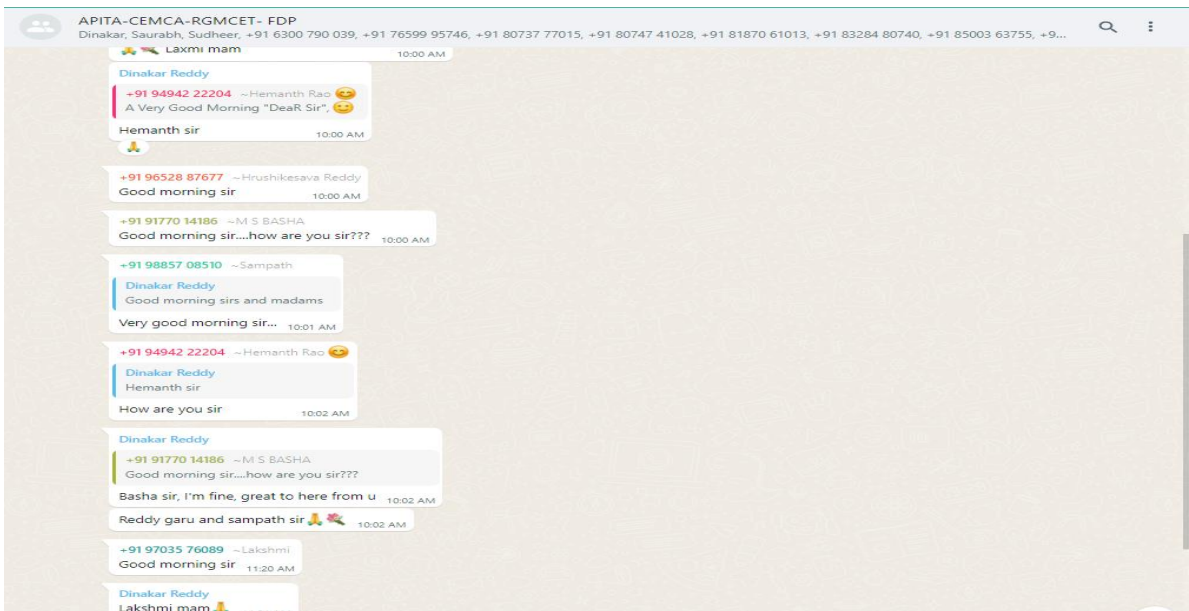 APITA-CEMCA-RGMCET- FDP
Dinakar, Saurabh, Sudheer, +91 6300 790 039, +91 76599 95746, +91 80737 77015, +91 80747 41028, +91 81870 61013, +91 83284 80740, +91 85003 63755, +9...
🙏 💐 Laxmi mam 10:00 AM
Dinakar Reddy
+91 94942 22204 ~Hemanth Rao 😊
A Very Good Morning "DeaR Sir", 😊
Hemanth sir 10:00 AM
🙏
+91 96528 87677 ~Hrushikesava Reddy
Good morning sir 10:00 AM
+91 91770 14186 ~M S BASHA
Good morning sir....how are you sir??? 10:00 AM
+91 98857 08510 ~Sampath
Dinakar Reddy
Good morning sirs and madams
Very good morning sir... 10:01 AM
+91 94942 22204 ~Hemanth Rao 😊
Dinakar Reddy
Hemanth sir
How are you sir 10:02 AM
Dinakar Reddy
+91 91770 14186 ~M S BASHA
Good morning sir....how are you sir???
Basha sir, I'm fine, great to here from u 10:02 AM
Reddy garu and sampath sir 🙏 💐 10:02 AM
+91 97035 76089 ~Lakshmi
Good morning sir 11:20 AM
Dinakar Reddy
Lakshmi mam 🙏